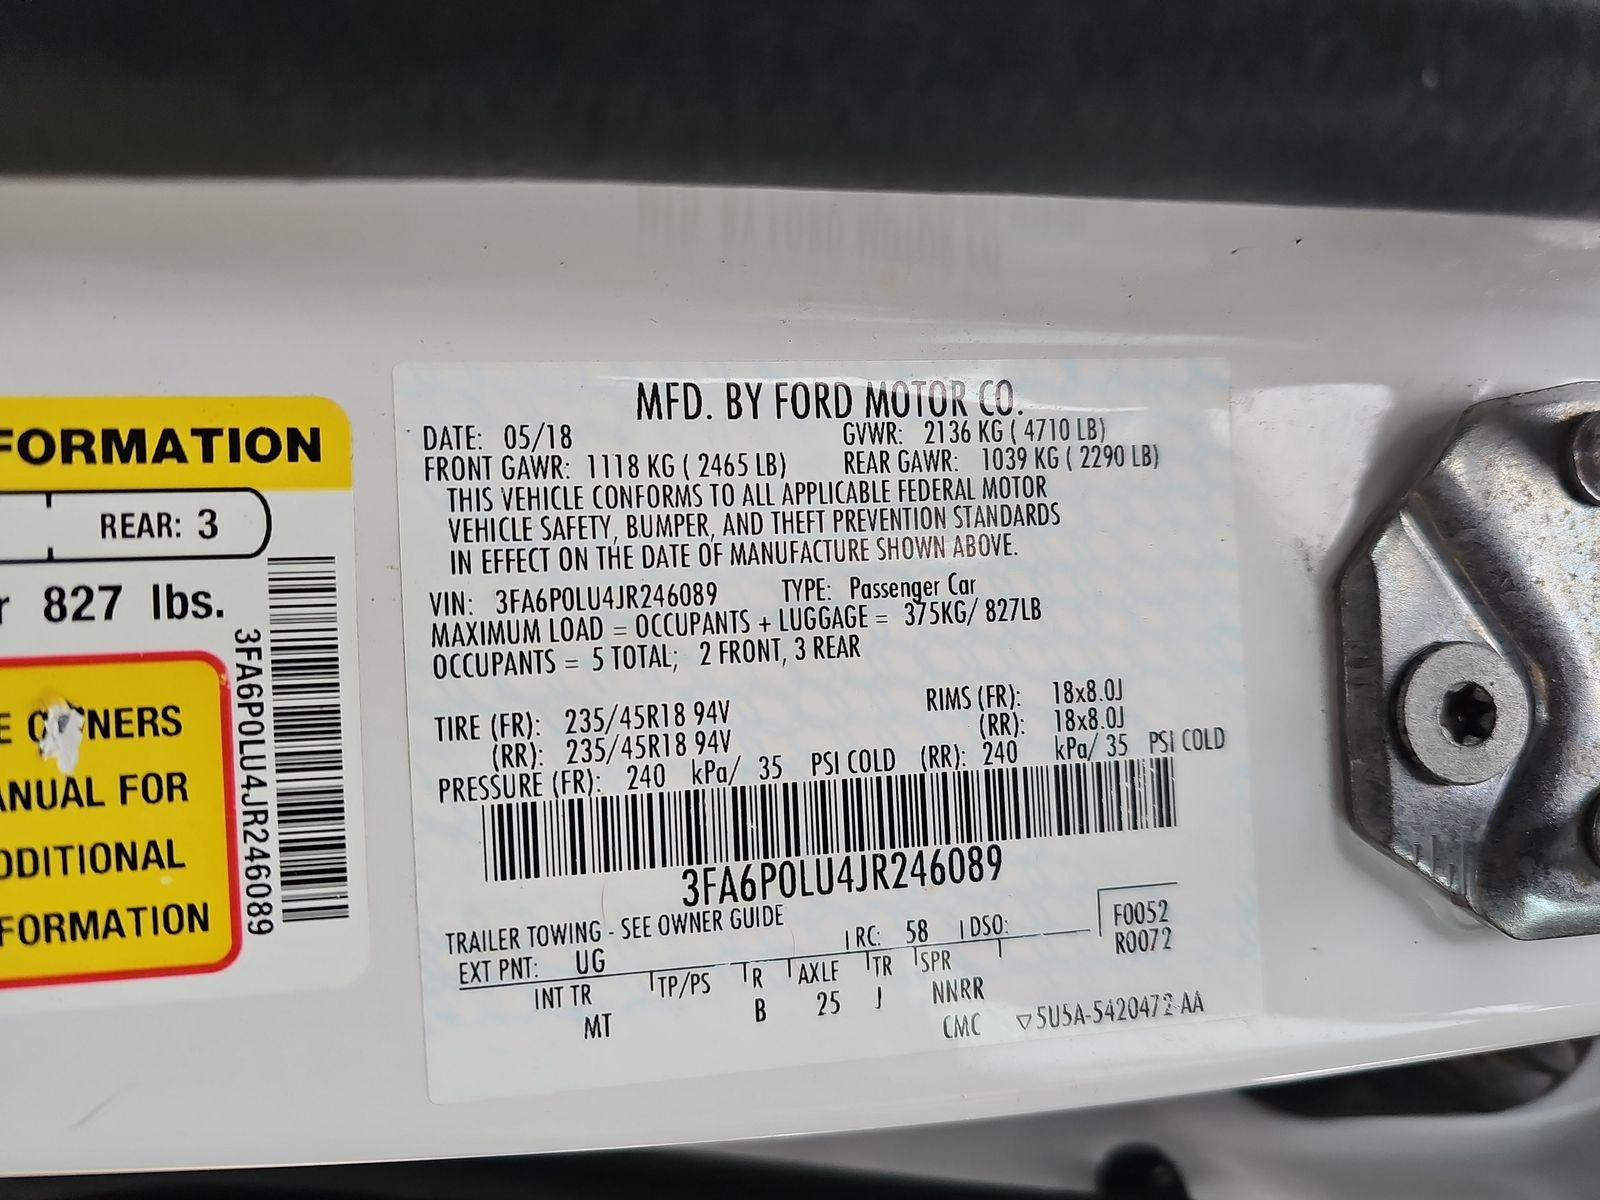 FORMATION
REAR: 3
827 lbs.
OWNERS
FOR
FORMATION
3FA6P0LU4JR246089
MFD. BY FORD MOTOR CO.
DATE: 05/18 GVWR: 2136 KG ( 4710 LB)
FRONT GAWR: 1118 KG ( 2465 LB) REAR GAWR: 1039 KG ( 2290 LB)
THIS VEHICLE CONFORMS TO ALL APPLICABLE FEDERAL MOTOR
VEHICLE SAFETY, BUMPER, AND THEFT PREVENTION STANDARDS
IN EFFECT ON THE DATE OF MANUFACTURE SHOWN ABOVE.
VIN: 3FA6P0LU4JR246089 TYPE: Passenger Car
MAXIMUM LOAD = OCCUPANTS + LUGGAGE = 375KG/ 827LB
OCCUPANTS = 5 TOTAL; 2 FRONT, 3 REAR
TIRE (FR): 235/45R18 94V RIMS (FR): 18x8.0J
(RR): 235/45R18 94V (RR): 18x8.0J
PRESSURE (FR): 240 kPa/ 35 PSI COLD (RR): 240 kPa/ 35 PSI COLD
3FA6P0LU4JR246089
TRAILER TOWING - SEE OWNER GUIDE
EXT PNT: UG RC: 58 DSO: F0052
R0072
INT TR TP/PS R AXLE TR SPR
MT B 25 J NNRR
CMC ▽5U5A-5420472-AA